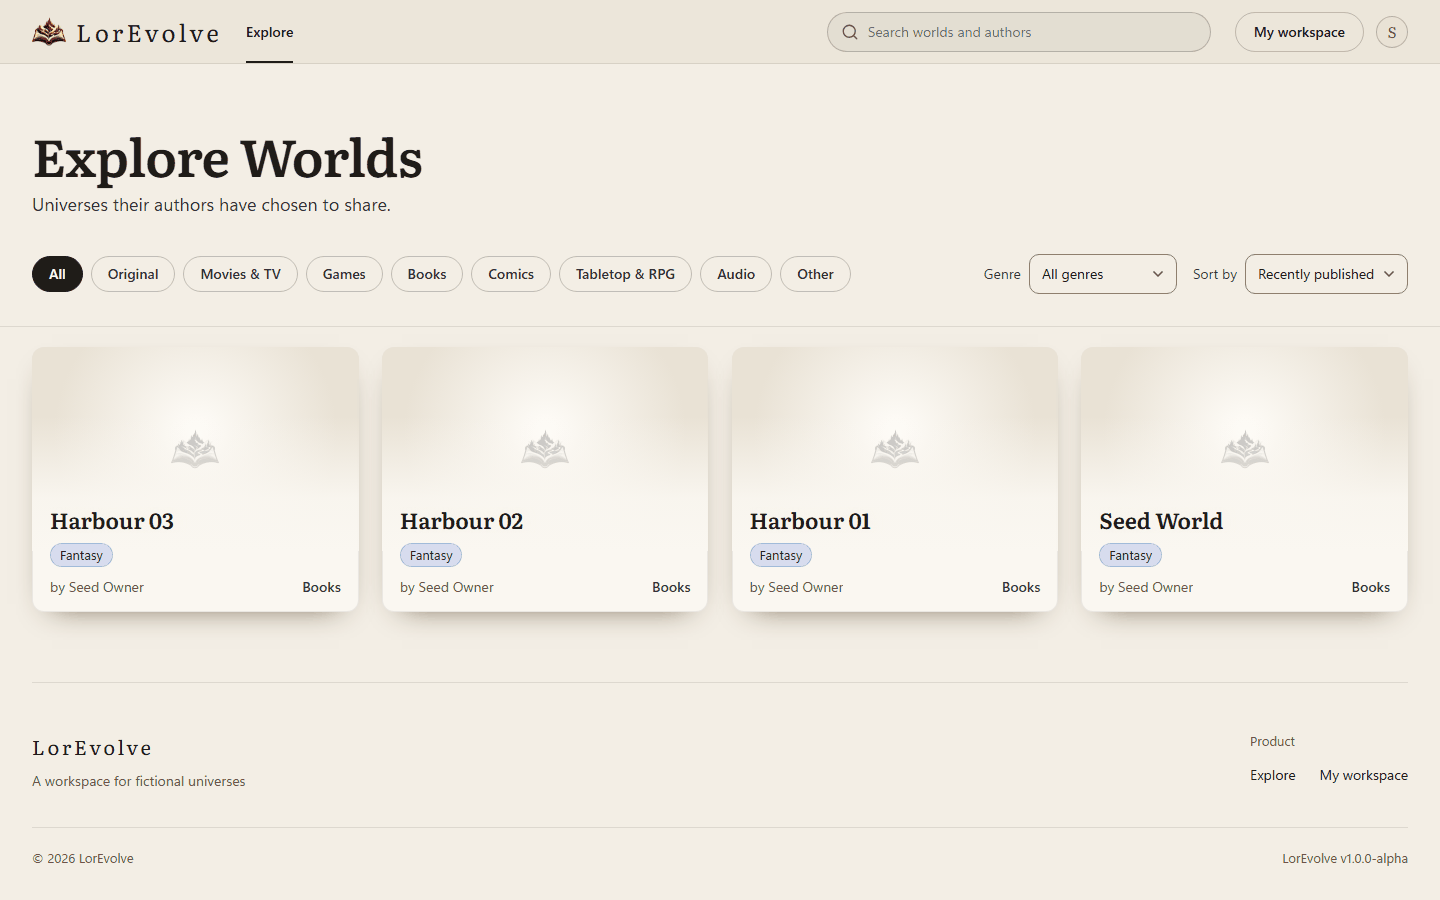 LorEvolve
Explore
Search worlds and authors
My workspace
S
Explore Worlds
Universes their authors have chosen to share.
All
Original
Movies & TV
Games
Books
Comics
Tabletop & RPG
Audio
Other
Genre
All genres
Sort by
Recently published
Harbour 03
Fantasy
by Seed Owner
Books
Harbour 02
Fantasy
by Seed Owner
Books
Harbour 01
Fantasy
by Seed Owner
Books
Seed World
Fantasy
by Seed Owner
Books
LorEvolve
A workspace for fictional universes
Product
Explore
My workspace
© 2026 LorEvolve
LorEvolve v1.0.0-alpha